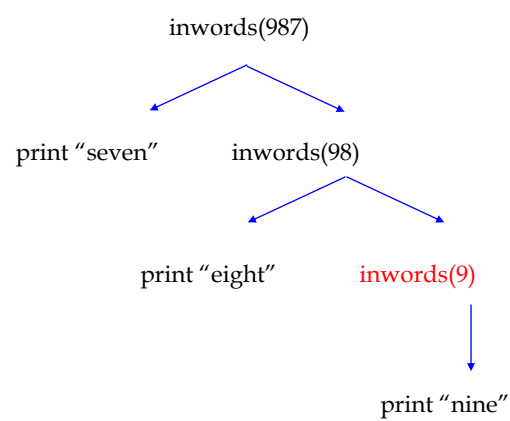 inwords(987)
print “seven” inwords(98)
print “eight” inwords(9)
print “nine”